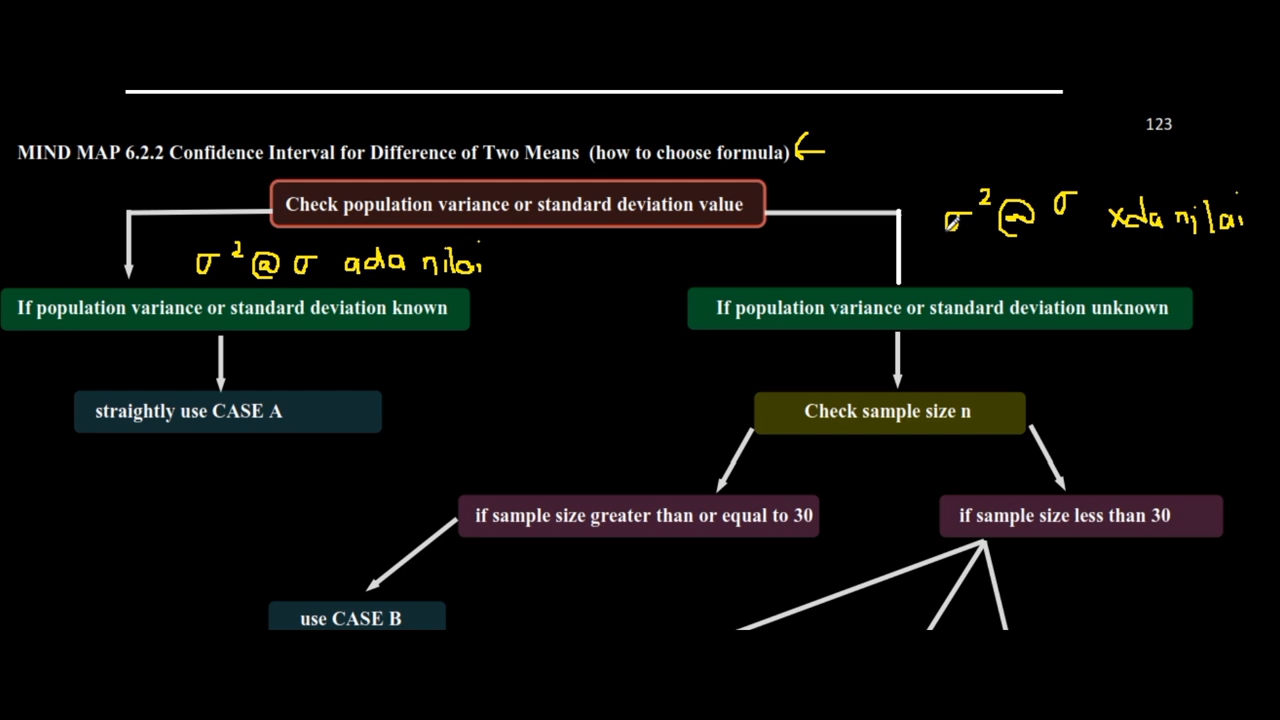 123
MIND MAP 6.2.2 Confidence Interval for Difference of Two Means (how to choose formula)
Check population variance or standard deviation value
σ² @ σ xda nilai
σ² @ σ ada nilai
If population variance or standard deviation known
If population variance or standard deviation unknown
straightly use CASE A
Check sample size n
if sample size greater than or equal to 30
if sample size less than 30
use CASE B